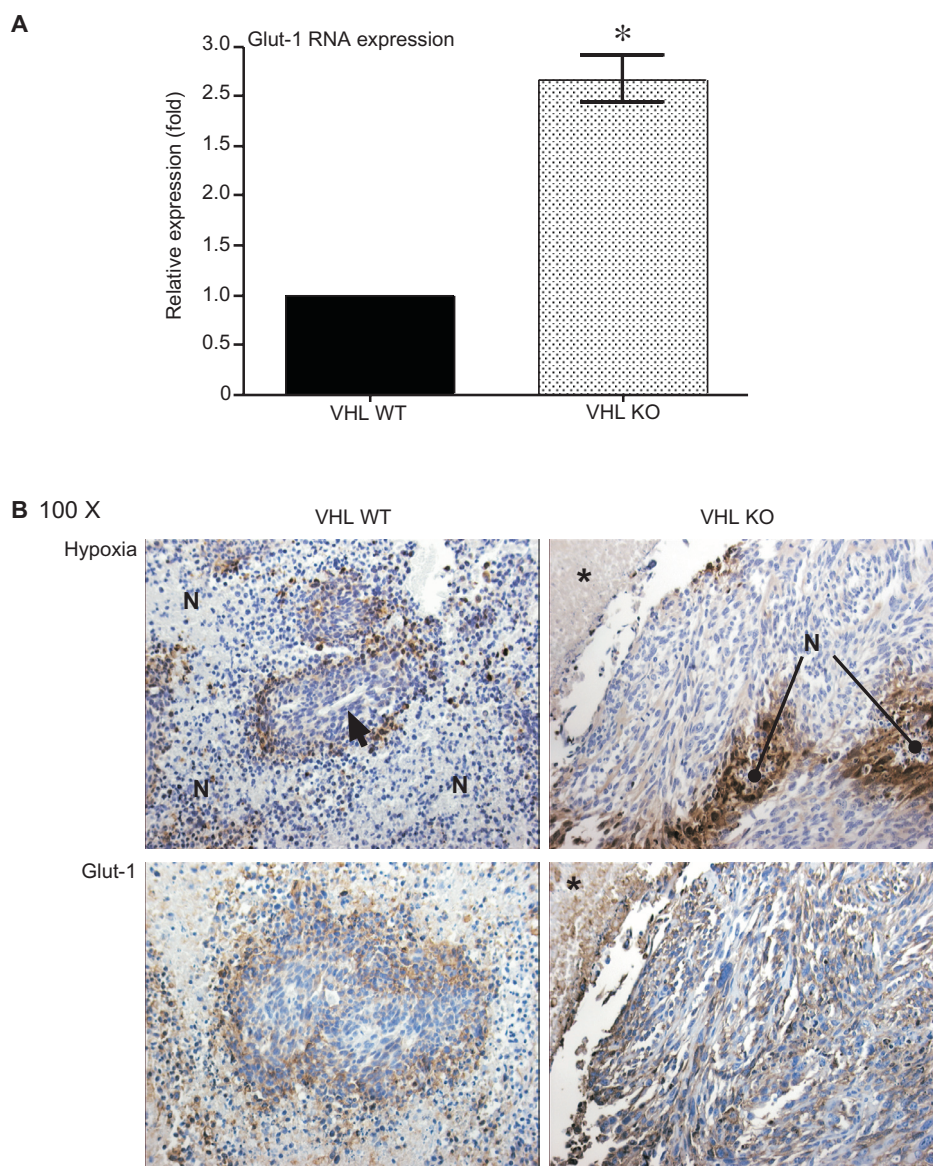 A
Glut-1 RNA expression
*
Relative expression (fold)
3.0
2.5
1.5
2.0
1.5
1.0
0.5
0
VHL WT
VHL KO
B 100 X
VHL WT
VHL KO
Hypoxia
N
N
N
*
N
Glut-1
*